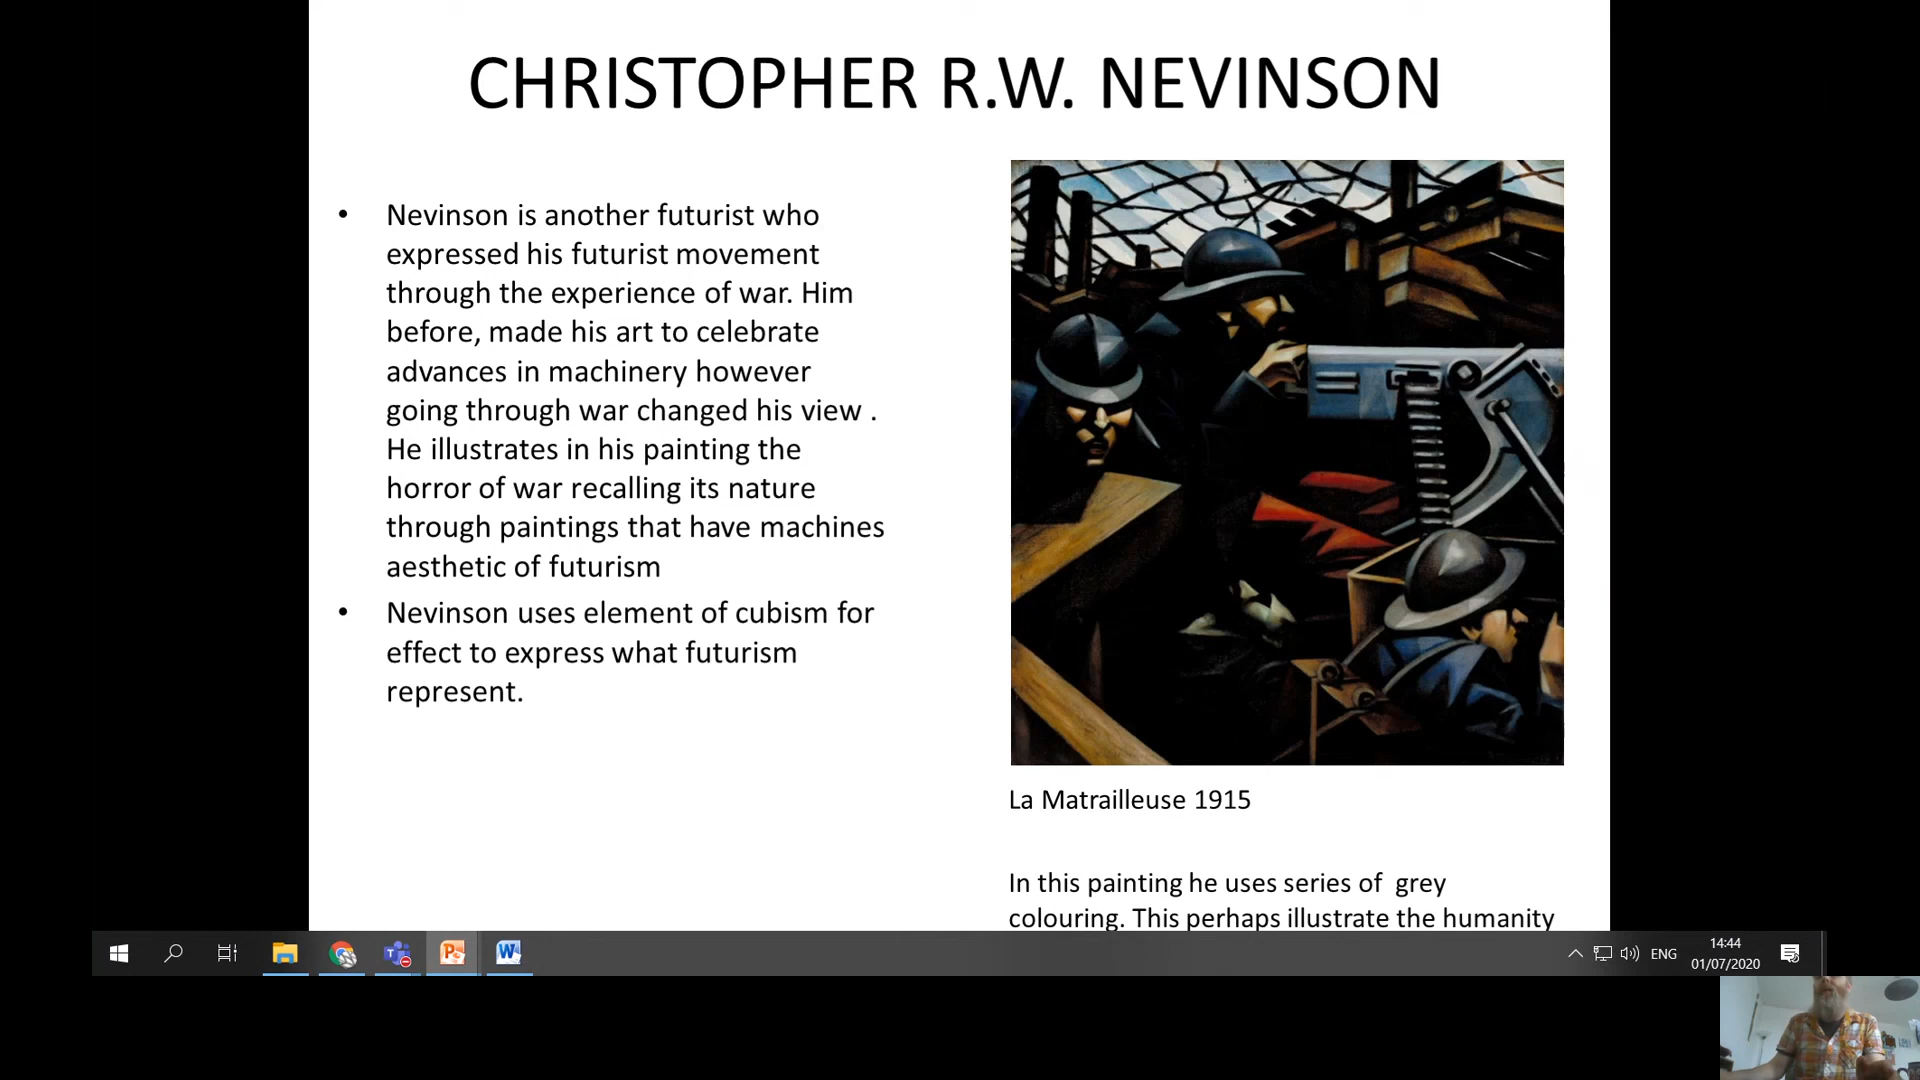 CHRISTOPHER R.W. NEVINSON
• Nevinson is another futurist who
expressed his futurist movement
through the experience of war. Him
before, made his art to celebrate
advances in machinery however
going through war changed his view .
He illustrates in his painting the
horror of war recalling its nature
through paintings that have machines
aesthetic of futurism
• Nevinson uses element of cubism for
effect to express what futurism
represent.
La Matrailleuse 1915
In this painting he uses series of  grey
colouring. This perhaps illustrate the humanity
ENG
14:44
01/07/2020